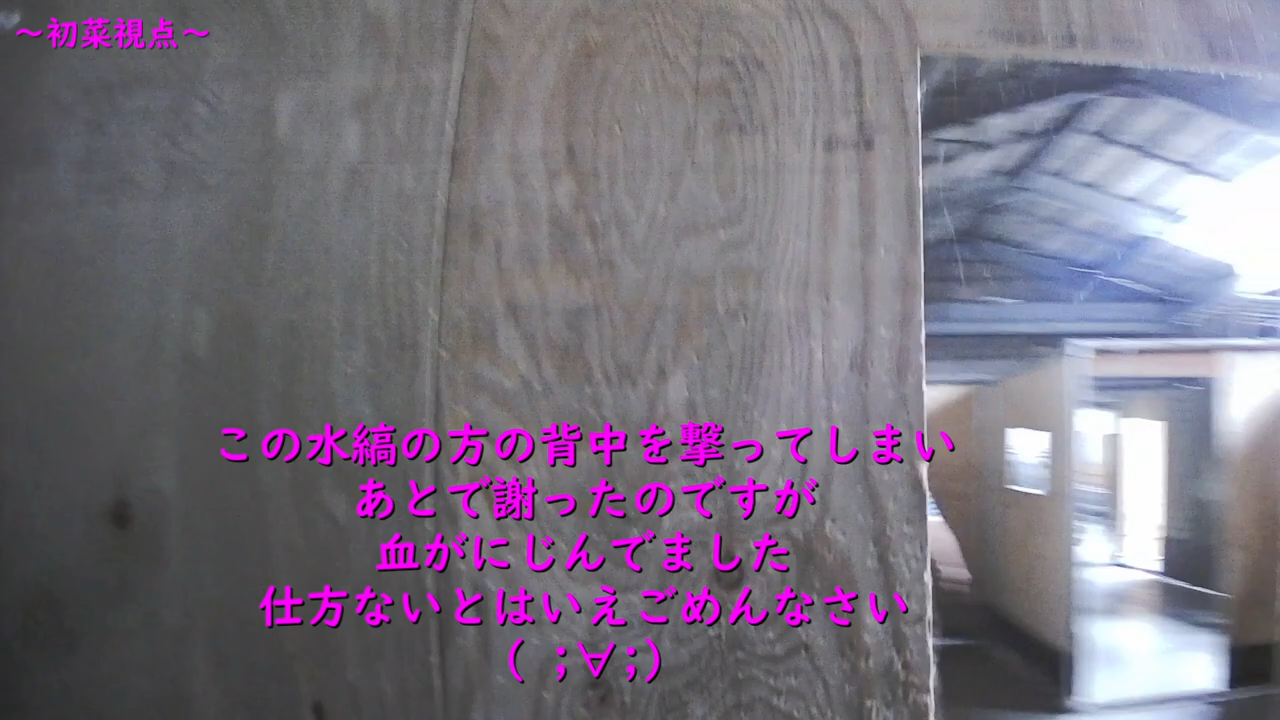 ～初菜視点～
この水縞の方の背中を撃ってしまい
あとで謝ったのですが
血がにじんでました
仕方ないとはいえごめんなさい
( ;∀;)